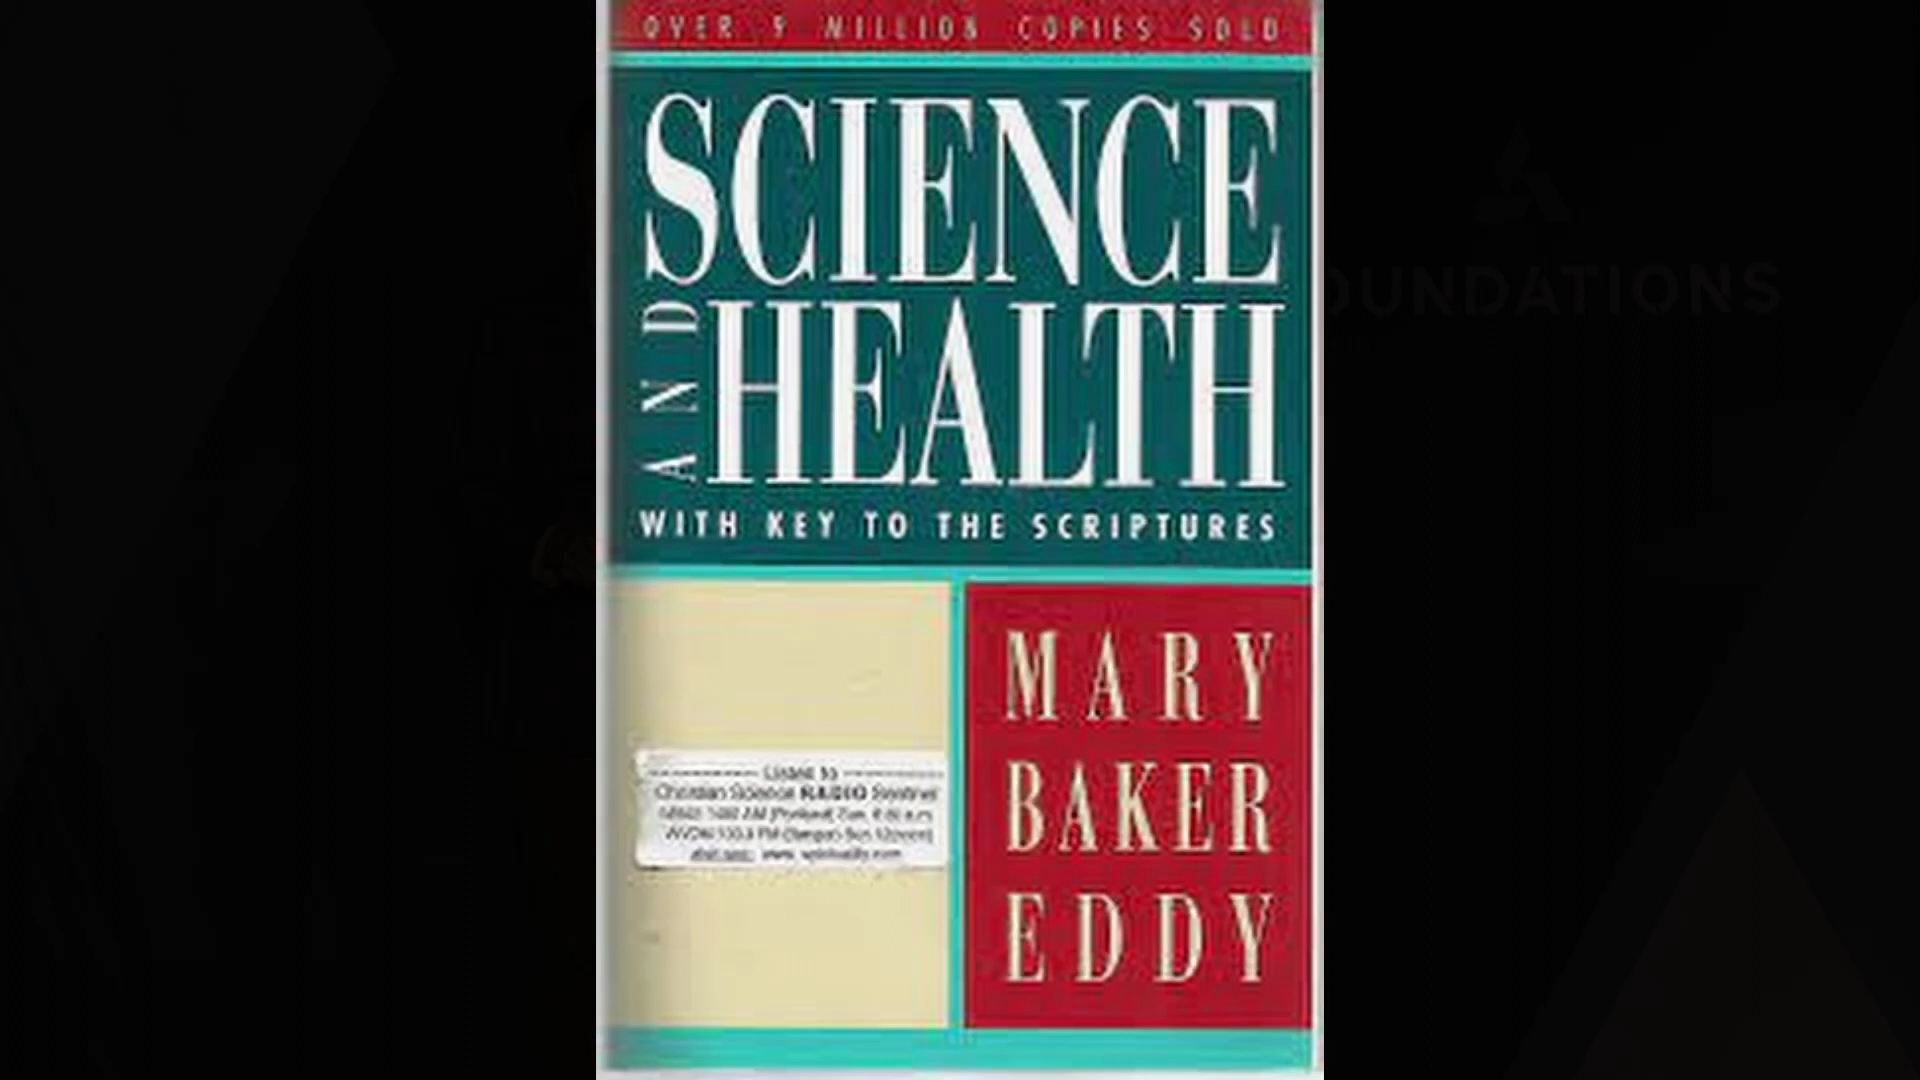 OVER 9 MILLION COPIES SOLD
SCIENCE
AND HEALTH
WITH KEY TO THE SCRIPTURES
MARY
BAKER
EDDY
Listen to
Christian Science RADIO Sentinel
OUNDATIONS